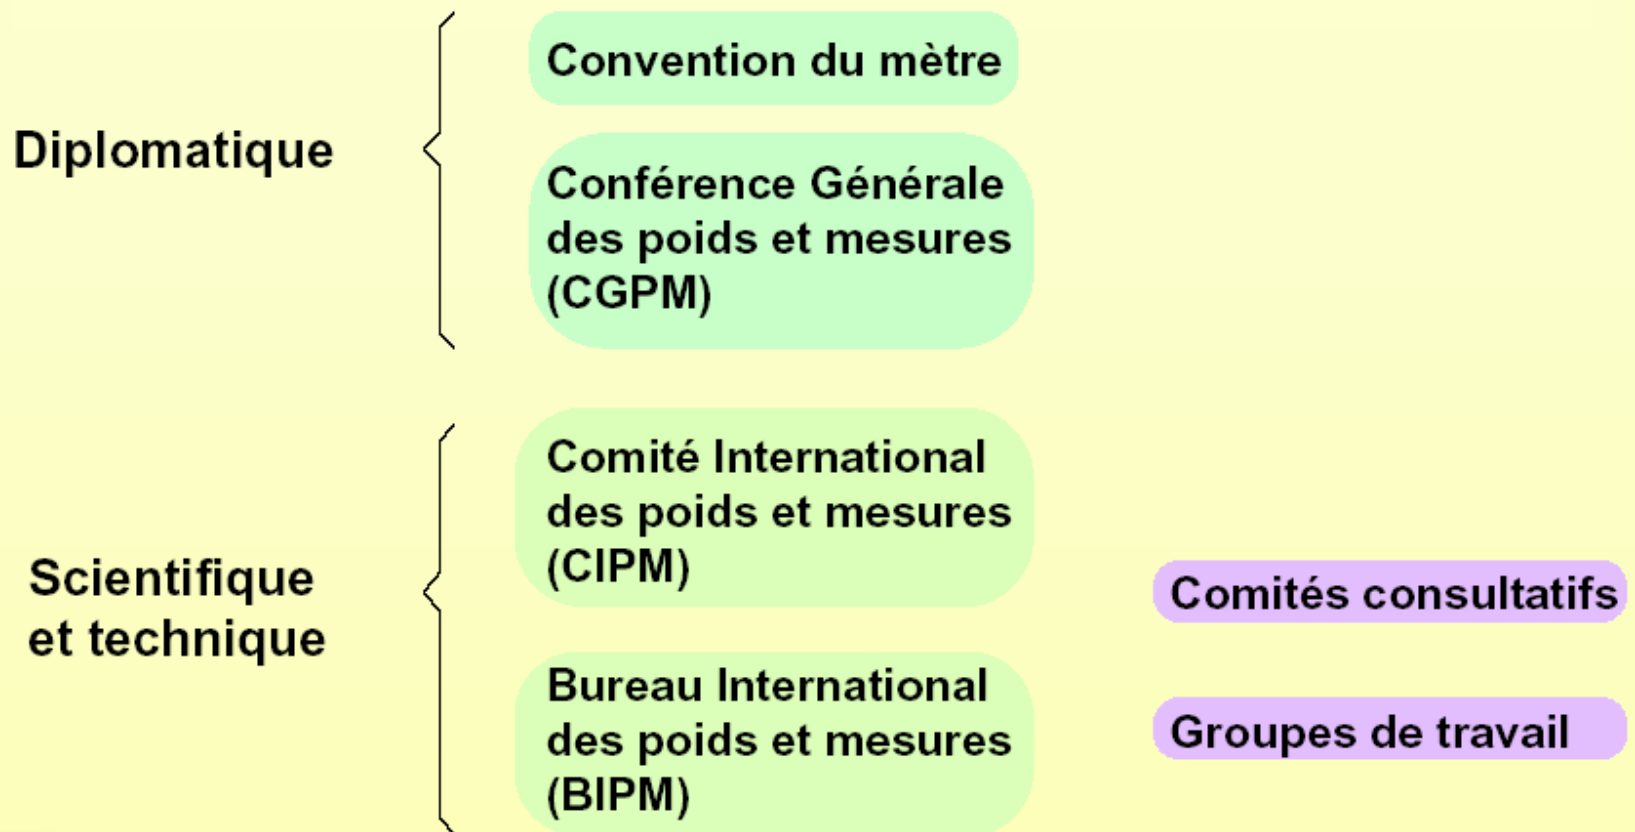 Diplomatique
Convention du mètre
Conférence Générale
des poids et mesures
(CGPM)
Scientifique
et technique
Comité International
des poids et mesures
(CIPM)
Bureau International
des poids et mesures
(BIPM)
Comités consultatifs
Groupes de travail